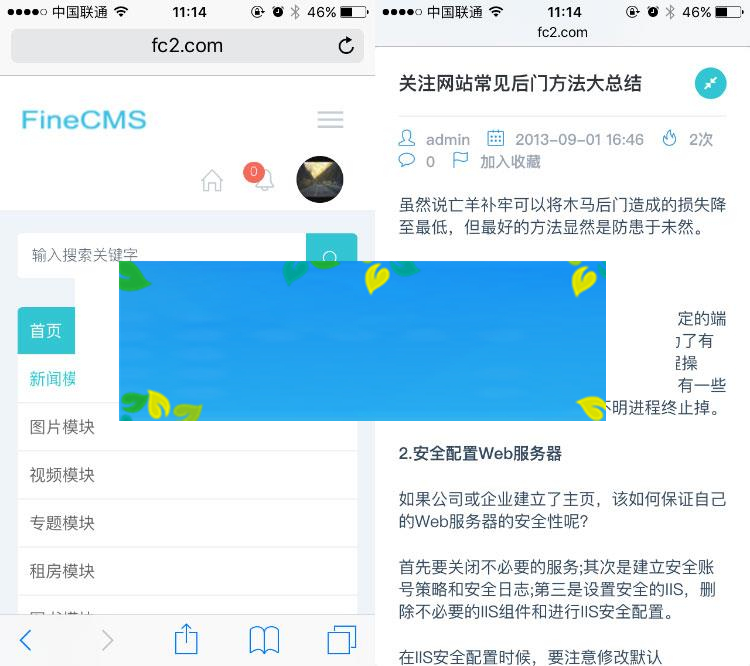 中国联通 11:14 46%
fc2.com
FineCMS
0
输入搜索关键字
首页
新闻模
图片模块
视频模块
专题模块
租房模块
中国联通 11:14 46%
fc2.com
关注网站常见后门方法大总结
admin 2013-09-01 16:46 2次
0 加入收藏
虽然说亡羊补牢可以将木马后门造成的损失降
至最低，但最好的方法显然是防患于未然。
定的端
了有
程操
有一些
不明进程终止掉。
2.安全配置Web服务器
如果公司或企业建立了主页，该如何保证自己
的Web服务器的安全性呢?
首先要关闭不必要的服务;其次是建立安全账
号策略和安全日志;第三是设置安全的IIS，删
除不必要的IIS组件和进行IIS安全配置。
在IIS安全配置时候，要注意修改默认